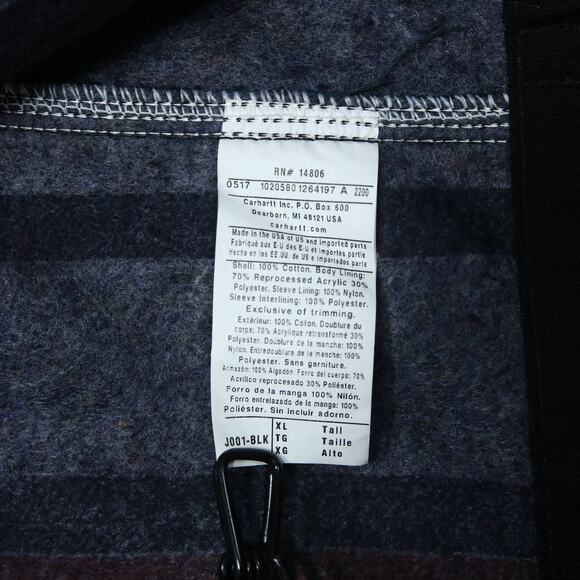 RN# 14806
0517 1020580 1264197 A 2200
Carhartt Inc. P.O. Box 600
Dearborn, MI 48121 USA
carhartt.com
Made in the USA of US and imported parts
Fabriqué aux E-U des E-U et importés partie
Hecho en los EE.UU. de US e importados parte
Shell: 100% Cotton. Body Lining:
70% Reprocessed Acrylic 30%
Polyester. Sleeve Lining: 100% Nylon.
Sleeve Interlining: 100% Polyester.
Exclusive of trimming.
Extérieur: 100% Coton. Doublure du
corps: 70% Acrylique retransformé 30%
Polyester. Doublure de la manche: 100%
Nylon. Entredoublure de la manche: 100%
Polyester. Sans garniture.
Armazón: 100% Algodón. Forro del cuerpo: 70%
Acrílico reprocesado 30% Poliéster.
Forro de la manga 100% Nilón.
Forro entrelazado de la manga: 100%
Poliéster. Sin incluir adorno.
XL Tall
J001-BLK TG Taille
XG Alto